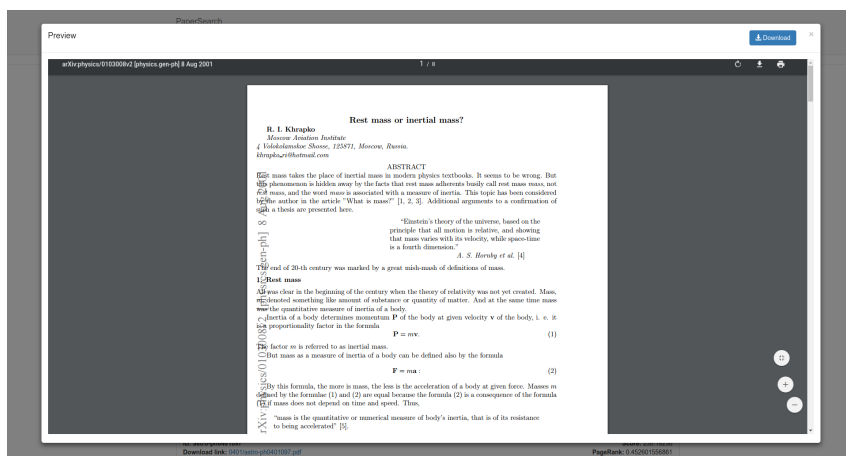 PaperSearch
Preview
Download
×
arXiv:physics/0103008v2 [physics.gen-ph] 8 Aug 2001
1 / 8
Rest mass or inertial mass?
R. I. Khrapko
Moscow Aviation Institute
4 Volokolamskoe Shosse, 125871, Moscow, Russia.
khrapko_ri@hotmail.com
ABSTRACT
Rest mass takes the place of inertial mass in modern physics textbooks. It seems to be wrong. But
this phenomenon is hidden away by the facts that rest mass adherents busily call rest mass mass, not
rest mass, and the word mass is associated with a measure of inertia. This topic has been considered
by the author in the article "What is mass?" [1, 2, 3]. Additional arguments to a confirmation of
such a thesis are presented here.
"Einstein's theory of the universe, based on the
principle that all motion is relative, and showing
that mass varies with its velocity, while space-time
is a fourth dimension."
A. S. Hornby et al. [4]
The end of 20-th century was marked by a great mish-mash of definitions of mass.
1. Rest mass
All was clear in the beginning of the century when the theory of relativity was not yet created. Mass,
m, denoted something like amount of substance or quantity of matter. And at the same time mass
was the quantitative measure of inertia of a body.
Inertia of a body determines momentum P of the body at given velocity v of the body, i. e. it
is a proportionality factor in the formula
P = mv. (1)
The factor m is referred to as inertial mass.
But mass as a measure of inertia of a body can be defined also by the formula
F = ma : (2)
By this formula, the more is mass, the less is the acceleration of a body at given force. Masses m
defined by the formulae (1) and (2) are equal because the formula (2) is a consequence of the formula
(1) if mass does not depend on time and speed. Thus,
"mass is the quantitative or numerical measure of body's inertia, that is of its resistance
to being accelerated" [5].
rXiv:physics/0103008v2 [physics.gen-ph] 8 Aug
Download link: 0401/astro-ph0401097.pdf
PageRank: 0.452601556861